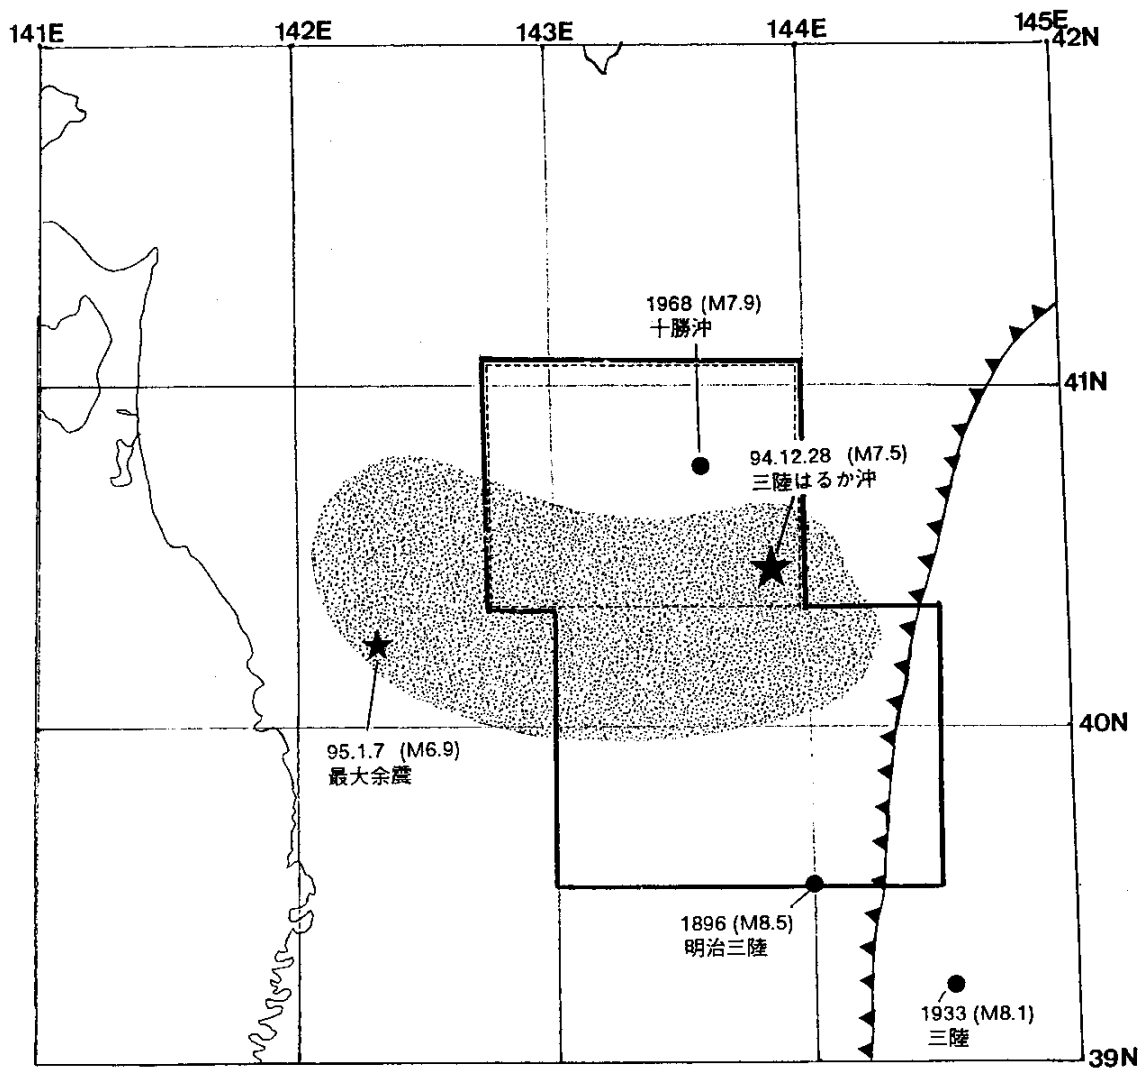 141E
142E
143E
144E
145E
42N
1968 (M7.9)
十勝沖
41N
94.12.28 (M7.5)
三陸はるか沖
40N
95.1.7 (M6.9)
最大余震
1896 (M8.5)
明治三陸
1933 (M8.1)
三陸
39N